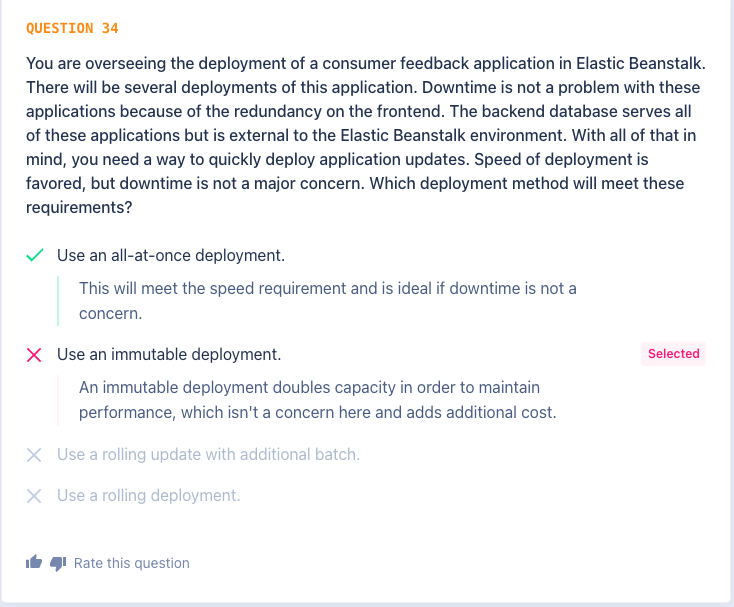 QUESTION 34
You are overseeing the deployment of a consumer feedback application in Elastic Beanstalk.
There will be several deployments of this application. Downtime is not a problem with these
applications because of the redundancy on the frontend. The backend database serves all
of these applications but is external to the Elastic Beanstalk environment. With all of that in
mind, you need a way to quickly deploy application updates. Speed of deployment is
favored, but downtime is not a major concern. Which deployment method will meet these
requirements?
Use an all-at-once deployment.
This will meet the speed requirement and is ideal if downtime is not a
concern.
Use an immutable deployment.
Selected
An immutable deployment doubles capacity in order to maintain
performance, which isn't a concern here and adds additional cost.
Use a rolling update with additional batch.
Use a rolling deployment.
Rate this question